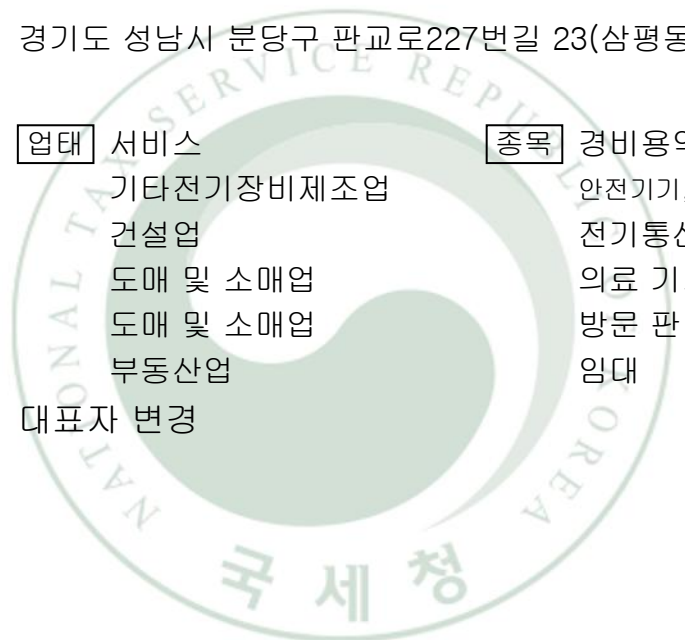 경기도 성남시 분당구 판교로227번길 23(삼평동
업태 서비스 종목 경비용
기타전기장비제조업 안전기기,
건설업 전기통신
도매 및 소매업 의료 기
도매 및 소매업 방문 판
부동산업 임대
대표자 변경
NATIONAL TAX SERVICE REPUBLIC OF KOREA
국세청